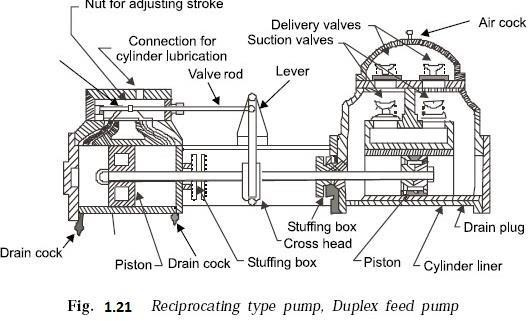 Nut for adjusting stroke
Delivery valves
Suction valves
Air cock
Connection for
cylinder lubrication
Valve rod
Lever
Stuffing box
Cross head
Drain plug
Drain cock
Piston
Drain cock
Stuffing box
Piston
Cylinder liner
Fig. 1.21 Reciprocating type pump, Duplex feed pump